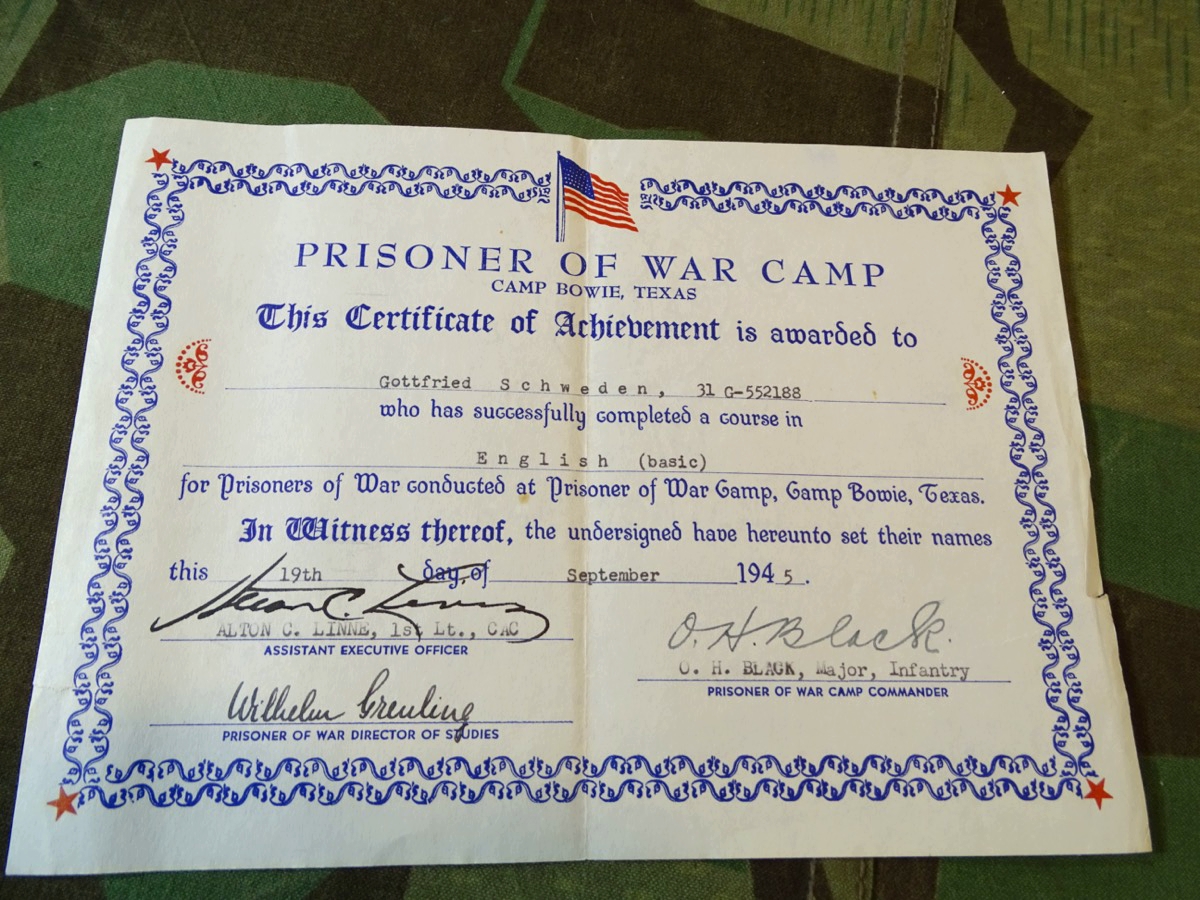 PRISONER OF WAR CAMP
CAMP BOWIE, TEXAS
This Certificate of Achievement is awarded to
Gottfried Schweden, 31 G-552188
who has successfully completed a course in
English (basic)
for Prisoners of War conducted at Prisoner of War Camp, Camp Bowie, Texas.
In Witness thereof, the undersigned have hereunto set their names
this 19th day of September 1945.
ALTON C. LINNE, 1st Lt., CAC
ASSISTANT EXECUTIVE OFFICER
O. H. Black.
O. H. BLACK, Major, Infantry
PRISONER OF WAR CAMP COMMANDER
Wilhelm Greuling
PRISONER OF WAR DIRECTOR OF STUDIES